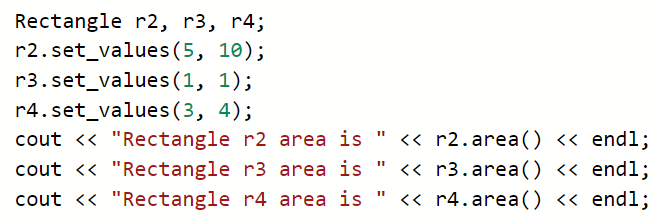 Rectangle r2, r3, r4;
r2.set_values(5, 10);
r3.set_values(1, 1);
r4.set_values(3, 4);
cout << "Rectangle r2 area is " << r2.area() << endl;
cout << "Rectangle r3 area is " << r3.area() << endl;
cout << "Rectangle r4 area is " << r4.area() << endl;